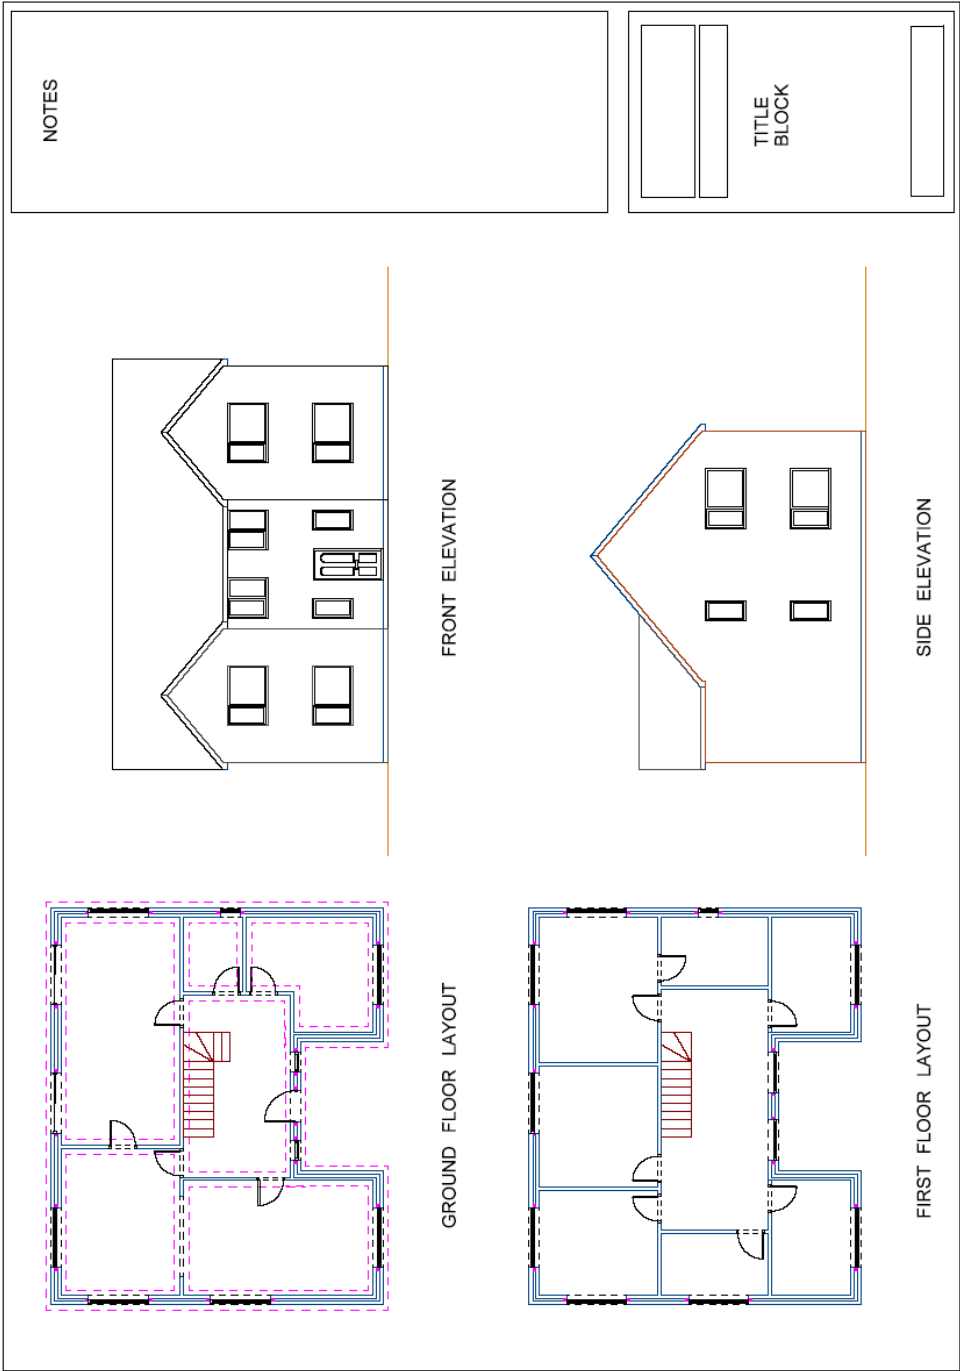 GROUND FLOOR LAYOUT
FRONT ELEVATION
NOTES
FIRST FLOOR LAYOUT
SIDE ELEVATION
TITLE
BLOCK